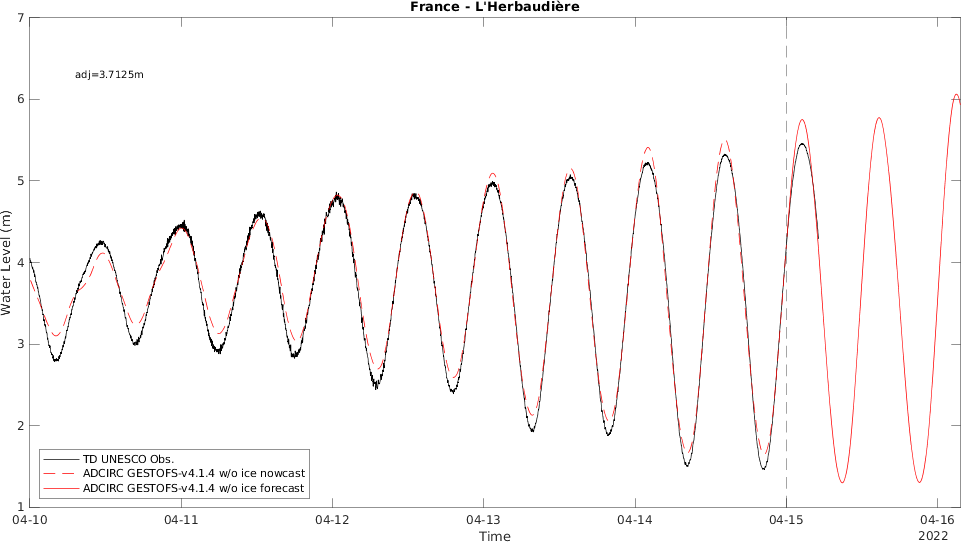 France - L'Herbaudière
adj=3.7125m
Water Level (m)
7
6
5
4
3
2
1
TD UNESCO Obs.
ADCIRC GESTOFS-v4.1.4 w/o ice nowcast
ADCIRC GESTOFS-v4.1.4 w/o ice forecast
04-10 04-11 04-12 04-13 04-14 04-15 04-16
Time
2022